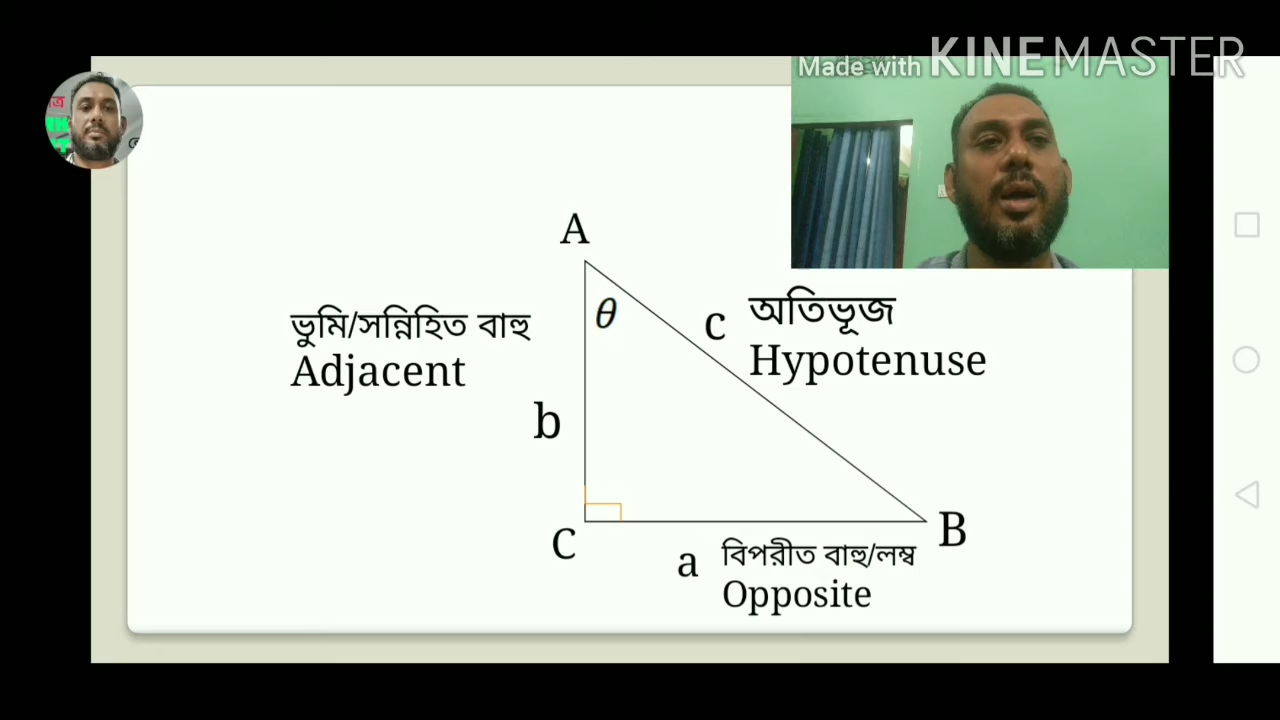 Made with KINEMASTER
A
θ
c
অতিভূজ
Hypotenuse
ভুমি/সন্নিহিত বাহু
Adjacent
b
C
B
a
বিপরীত বাহু/লম্ব
Opposite